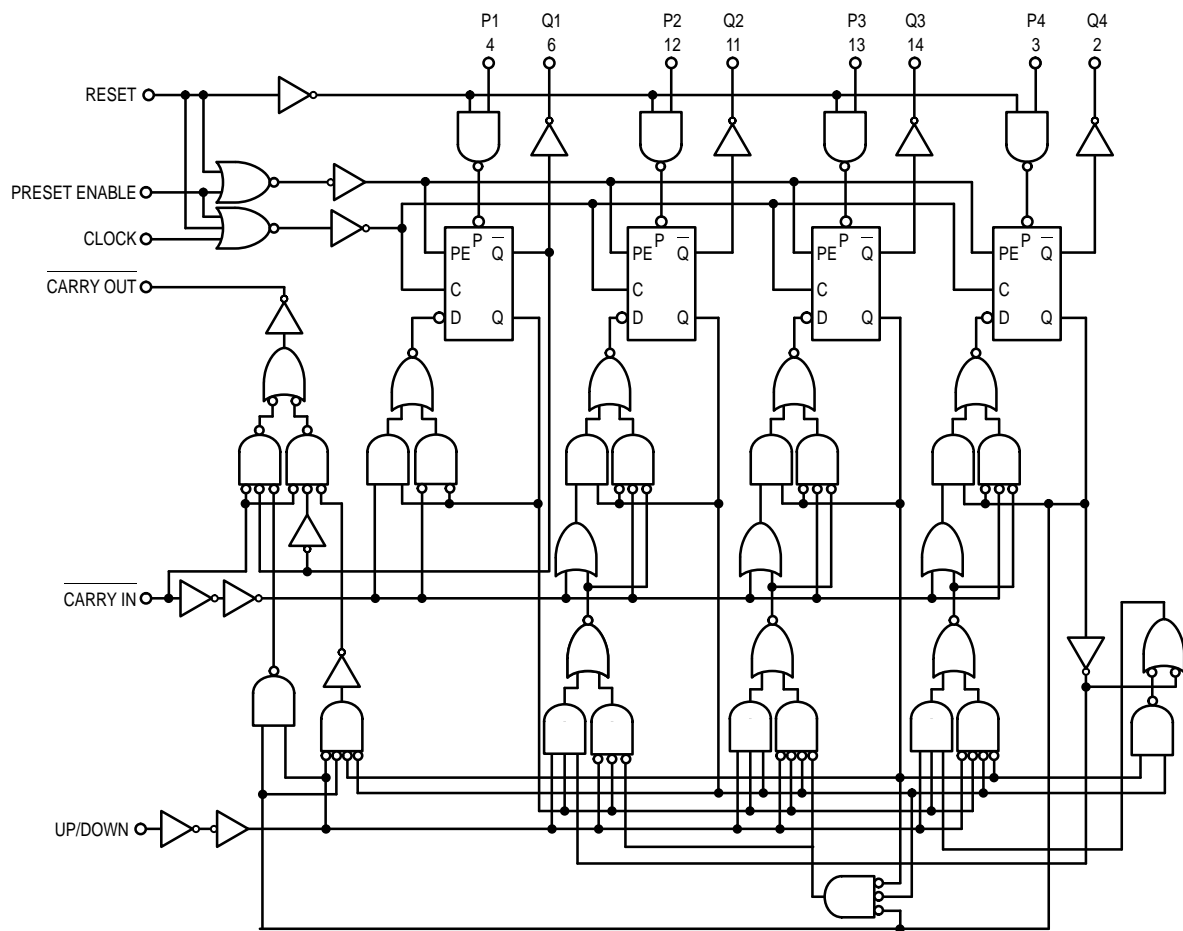 P1 Q1 P2 Q2 P3 Q3 P4 Q4
4 6 12 11 13 14 3 2
RESET
PRESET ENABLE
CLOCK
CARRY OUT
P Q P Q P Q P Q
PE PE PE PE
C C C C
D Q D Q D Q D Q
CARRY IN
UP/DOWN